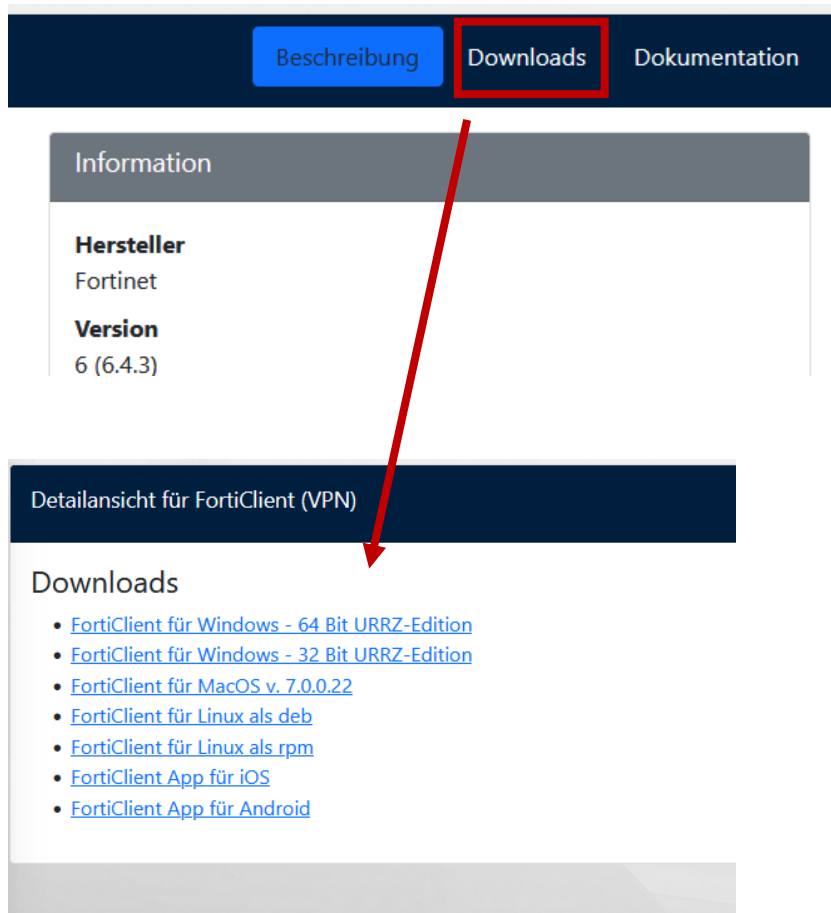 Beschreibung Downloads Dokumentation
Information
Hersteller
Fortinet
Version
6 (6.4.3)
Detailansicht für FortiClient (VPN)
Downloads
• FortiClient für Windows - 64 Bit URRZ-Edition
• FortiClient für Windows - 32 Bit URRZ-Edition
• FortiClient für MacOS v. 7.0.0.22
• FortiClient für Linux als deb
• FortiClient für Linux als rpm
• FortiClient App für iOS
• FortiClient App für Android